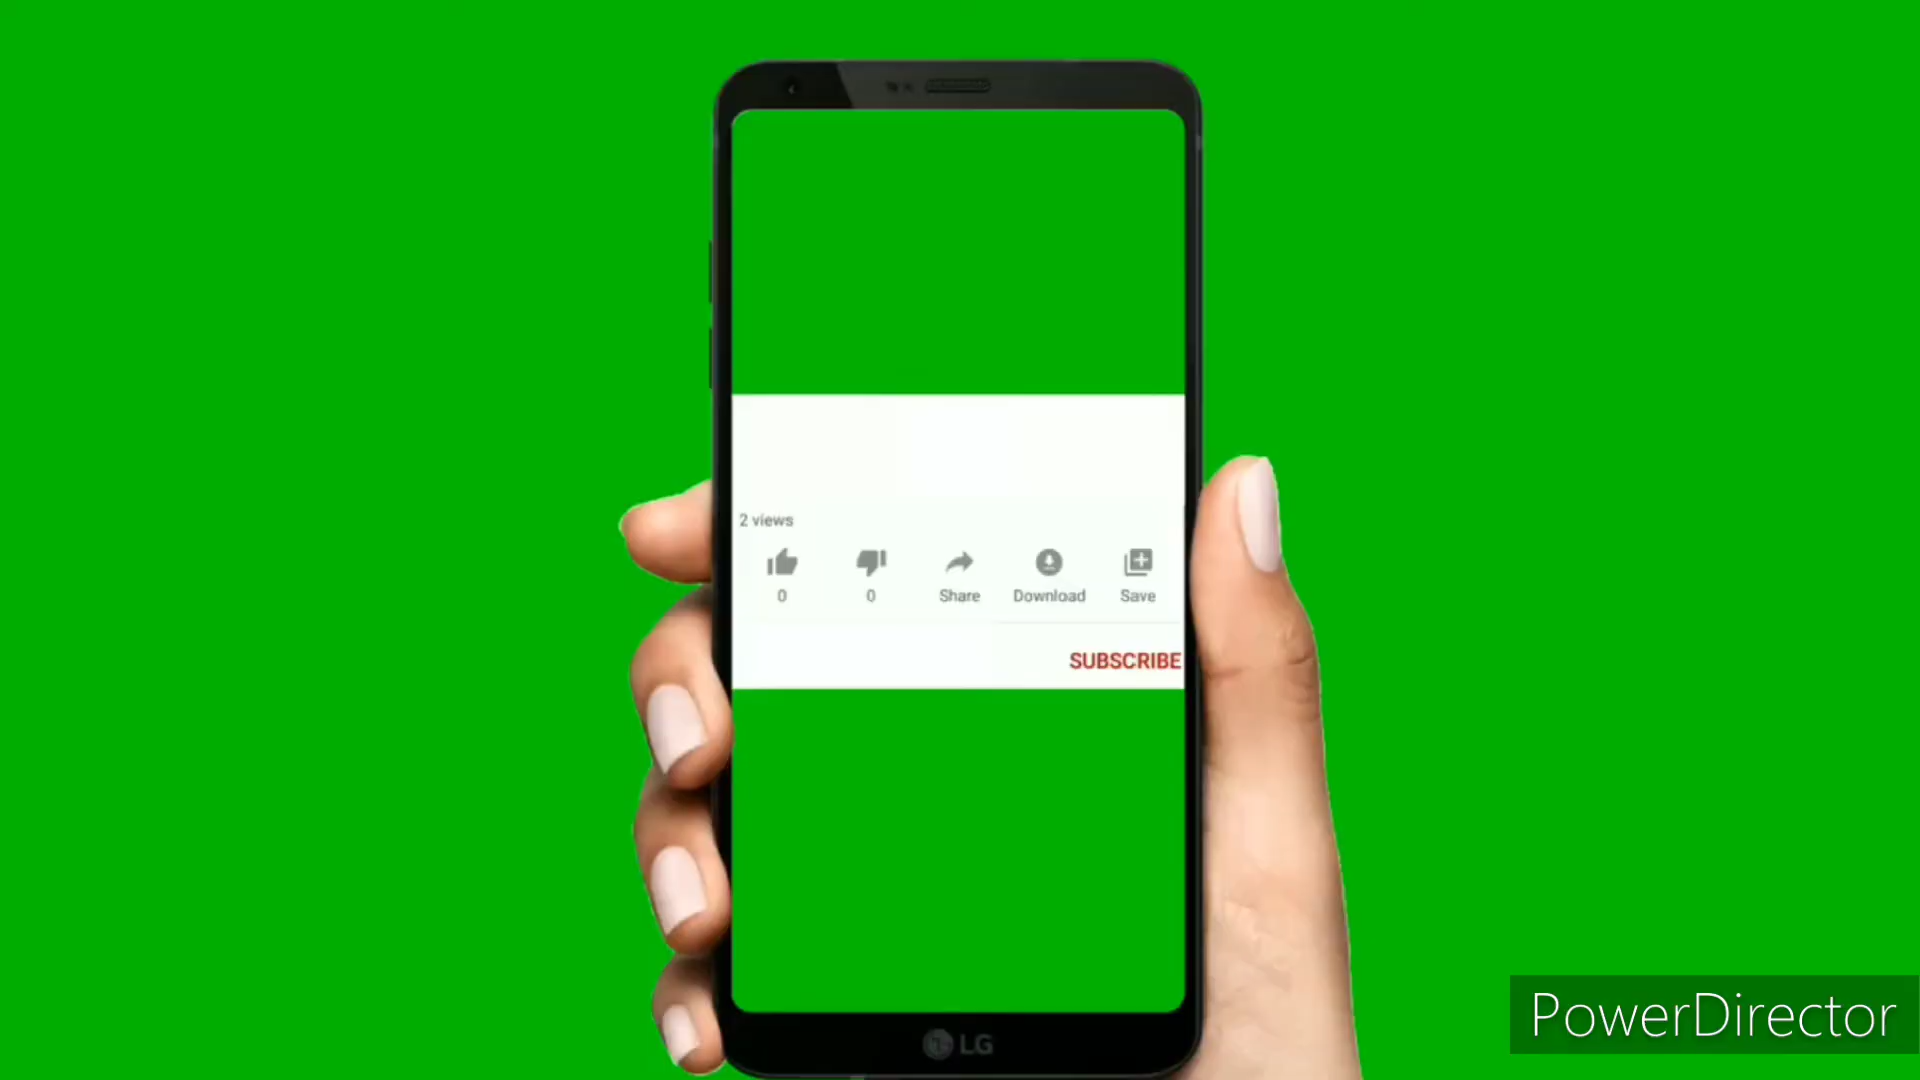 2 views
0 0 Share Download Save
SUBSCRIBE
LG
PowerDirector